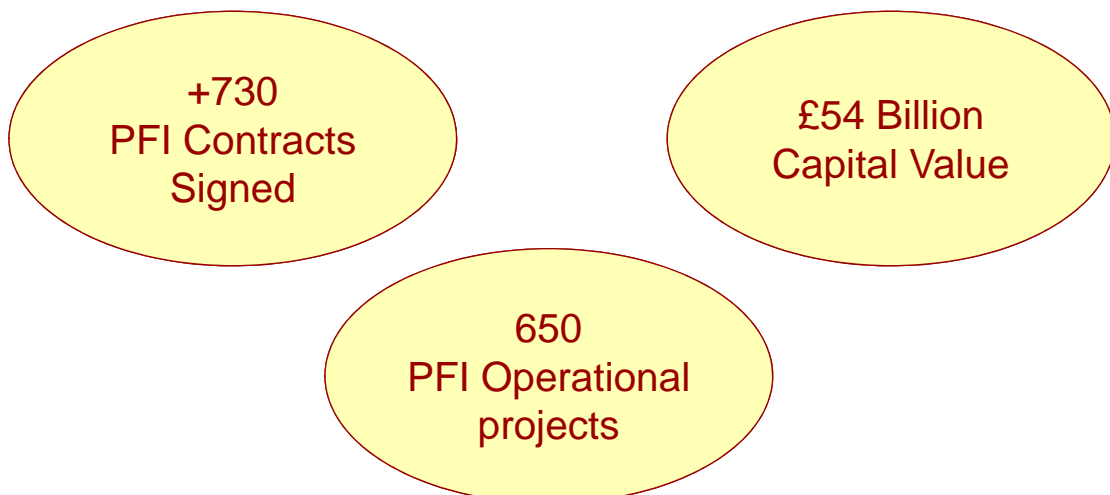 +730
PFI Contracts
Signed
£54 Billion
Capital Value
650
PFI Operational
projects